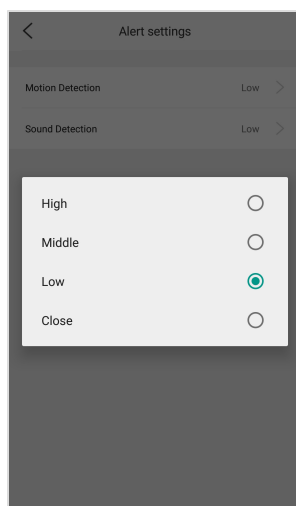 Alert settings
Motion Detection Low
Sound Detection Low
High
Middle
Low
Close